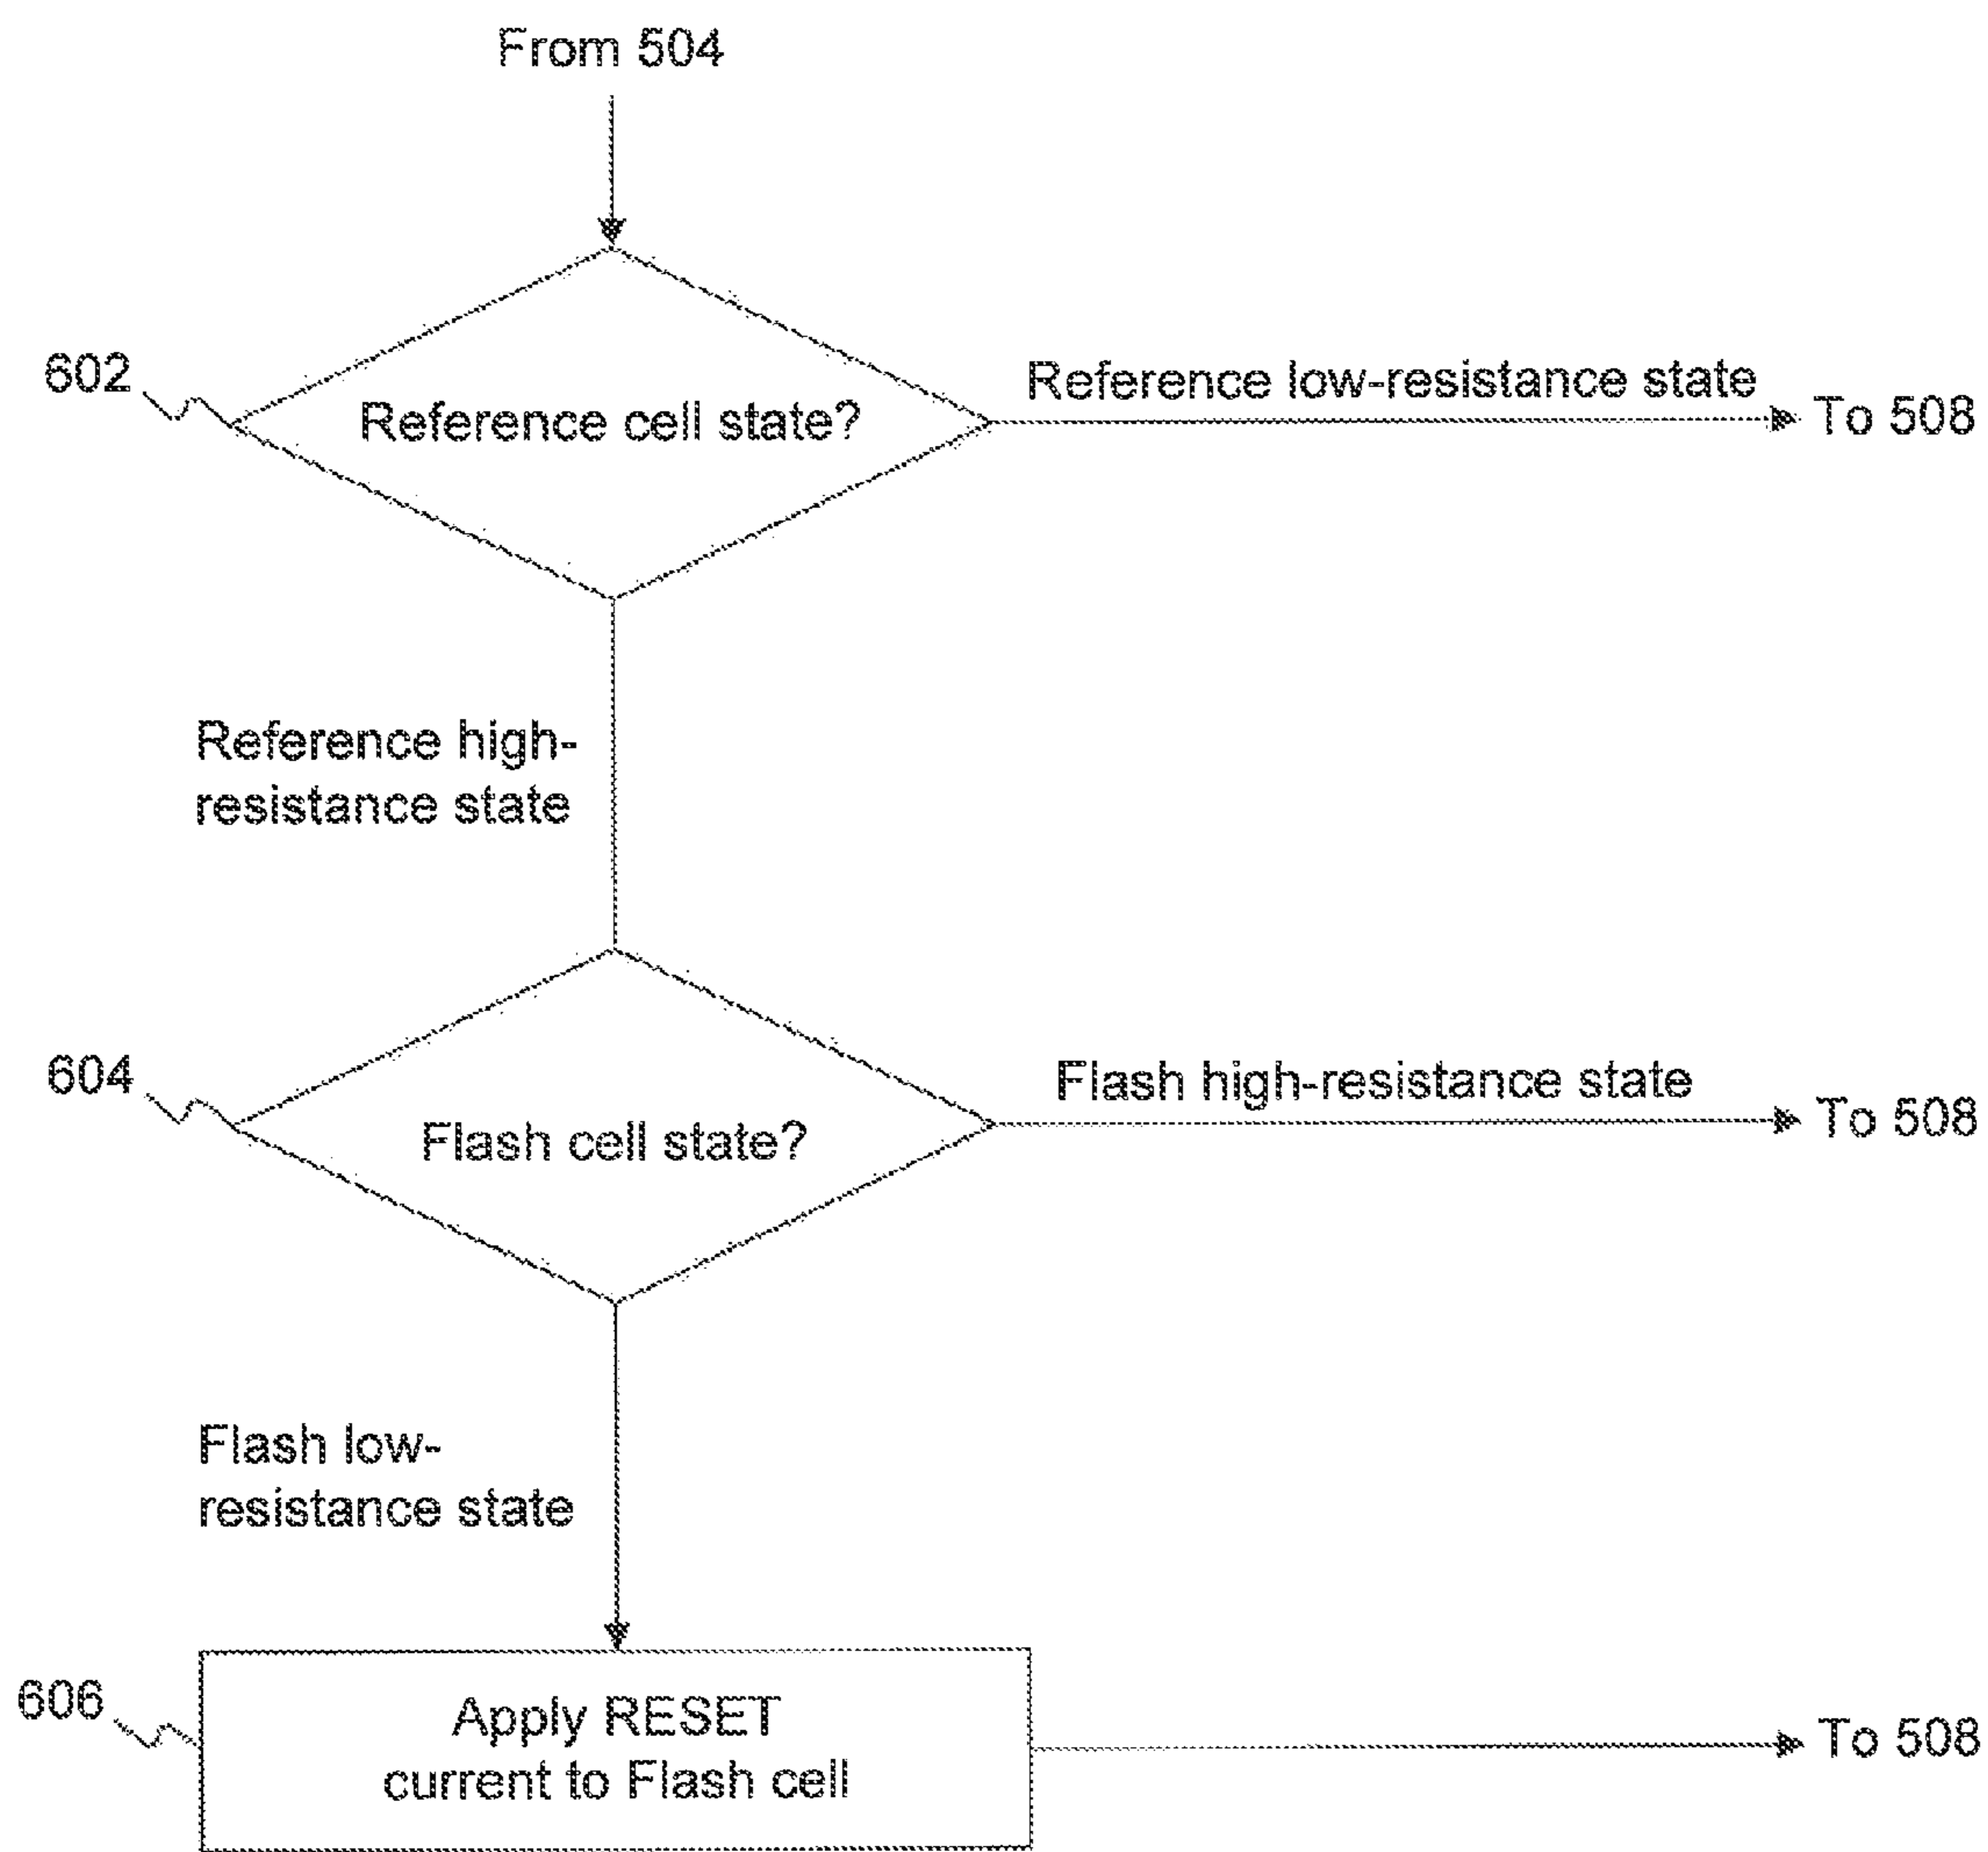 From 504
602
Reference cell state?
Reference low-resistance state
To 508
Reference high-
resistance state
604
Flash cell state?
Flash high-resistance state
To 508
Flash low-
resistance state
606
Apply RESET
current to Flash cell
To 508